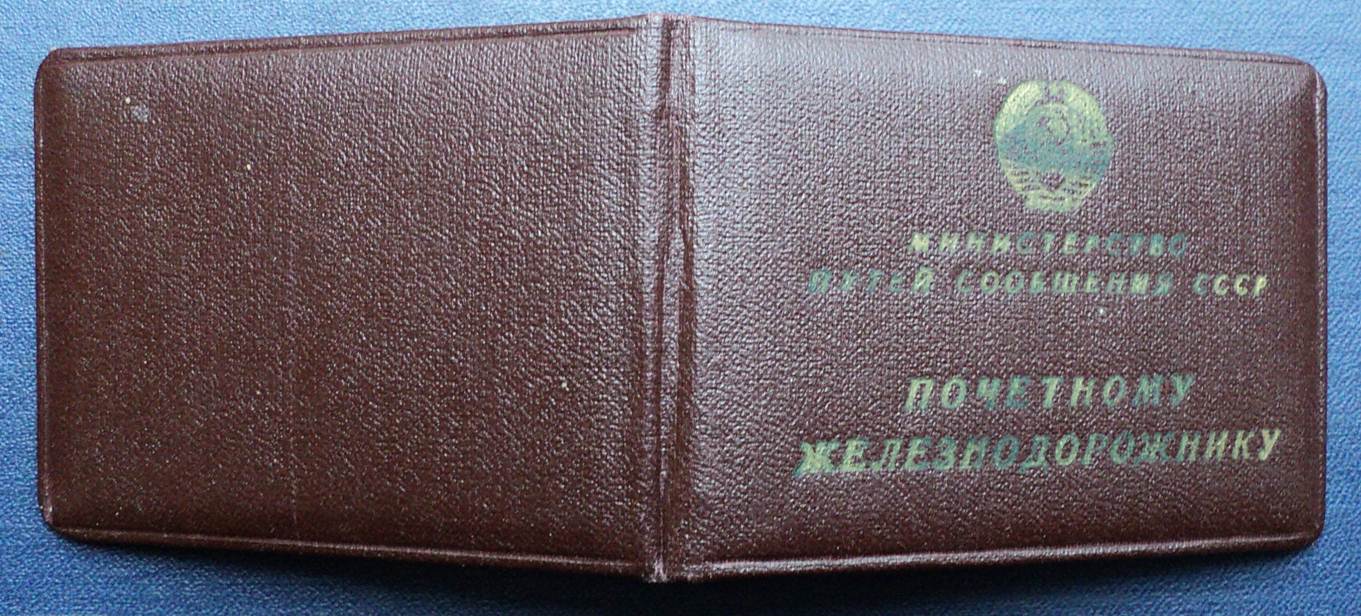 МИНИСТЕРСТВО
ПУТЕЙ СООБЩЕНИЯ СССР
ПОЧЕТНОМУ
ЖЕЛЕЗНОДОРОЖНИКУ